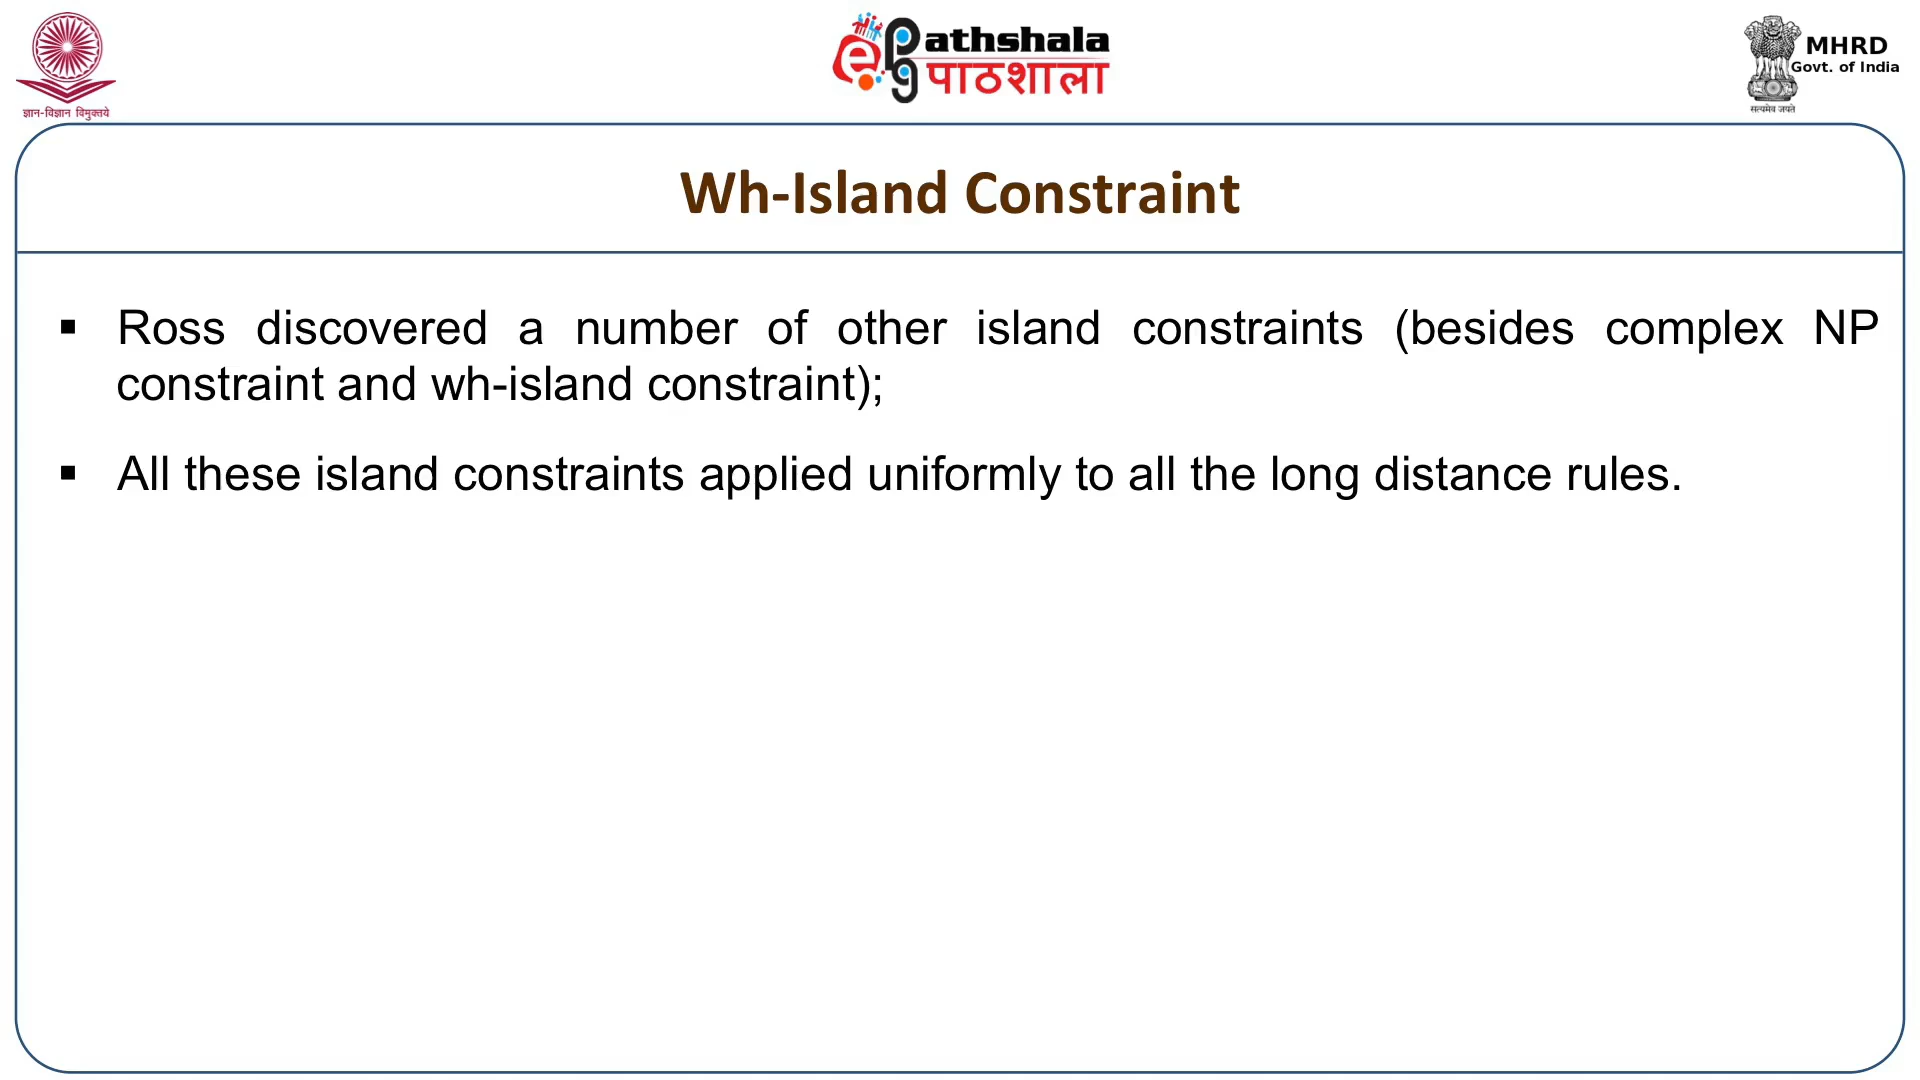 ज्ञान-विज्ञान विमुक्तये
ePG Pathshala
पाठशाला
MHRD
Govt. of India
सत्यमेव जयते
Wh-Island Constraint
▪ Ross discovered a number of other island constraints (besides complex NP
constraint and wh-island constraint);
▪ All these island constraints applied uniformly to all the long distance rules.